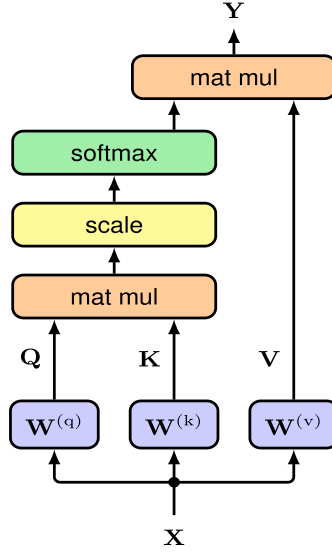 Y
mat mul
softmax
scale
mat mul
Q K V
W(q) W(k) W(v)
X